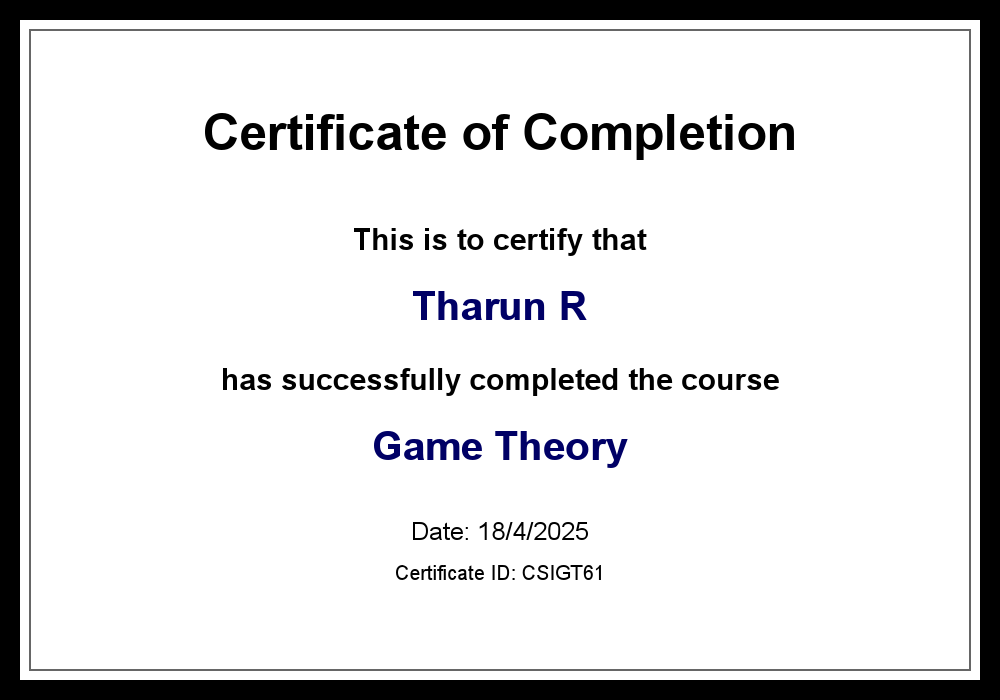 Certificate of Completion
This is to certify that
Tharun R
has successfully completed the course
Game Theory
Date: 18/4/2025
Certificate ID: CSIGT61